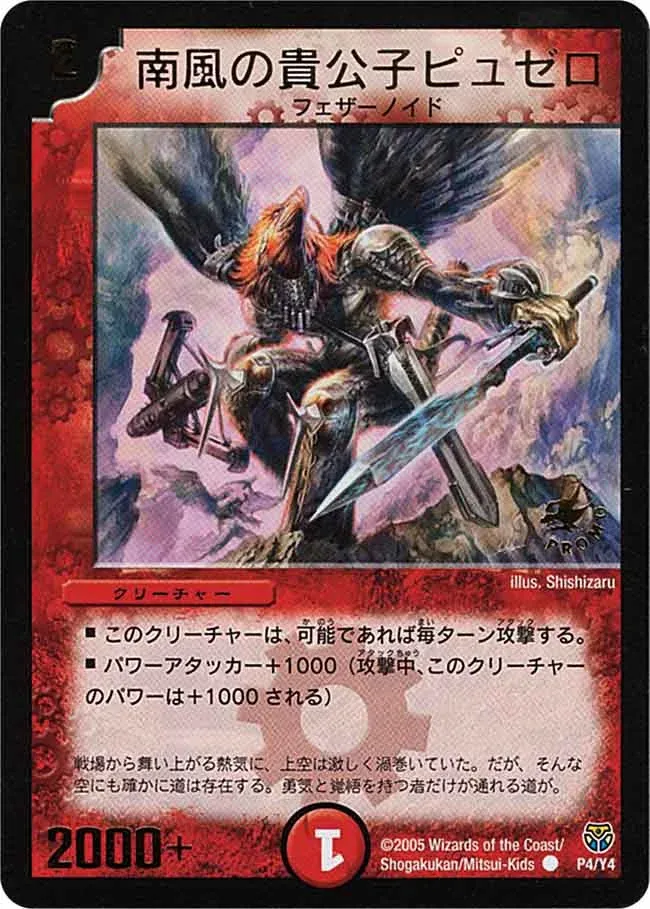 2
南風の貴公子ピュゼロ
フェザーノイド
PROMO
illus. Shishizaru
クリーチャー
■ このクリーチャーは、可能であれば毎ターン攻撃する。
■ パワーアタッカー+1000（攻撃中、このクリーチャー
のパワーは+1000 される）
戦場から舞い上がる熱気に、上空は激しく渦巻いていた。だが、そんな
空にも確かに道は存在する。勇気と覚悟を持つ者だけが通れる道が。
2000+
1
©2005 Wizards of the Coast/
Shogakukan/Mitsui-Kids
P4/Y4